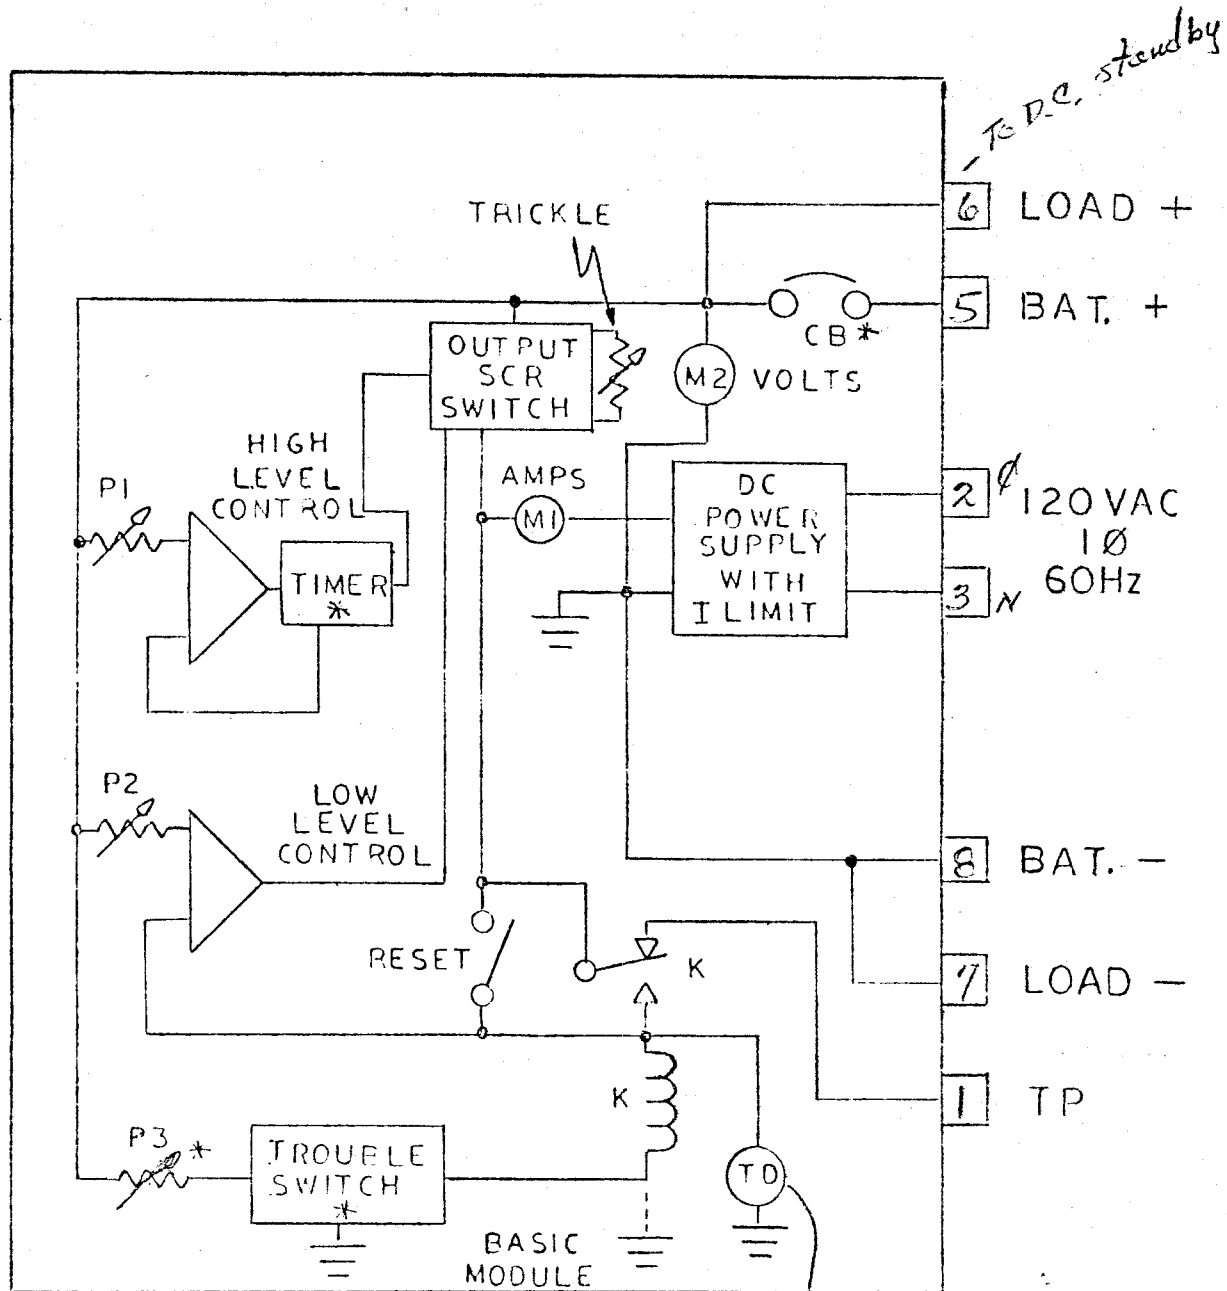 To D.C. standby
6 LOAD +
TRICKLE
5 BAT. +
CB*
OUTPUT
SCR
SWITCH
M2 VOLTS
HIGH
LEVEL
CONTROL
P1
AMPS
M1
DC
POWER
SUPPLY
WITH
I LIMIT
2 Ø 120VAC
1Ø
60Hz
3 N
TIMER
*
P2
LOW
LEVEL
CONTROL
8 BAT. -
RESET
K
7 LOAD -
K
1 TP
P3 *
TROUBLE
SWITCH
*
TD
BASIC
MODULE